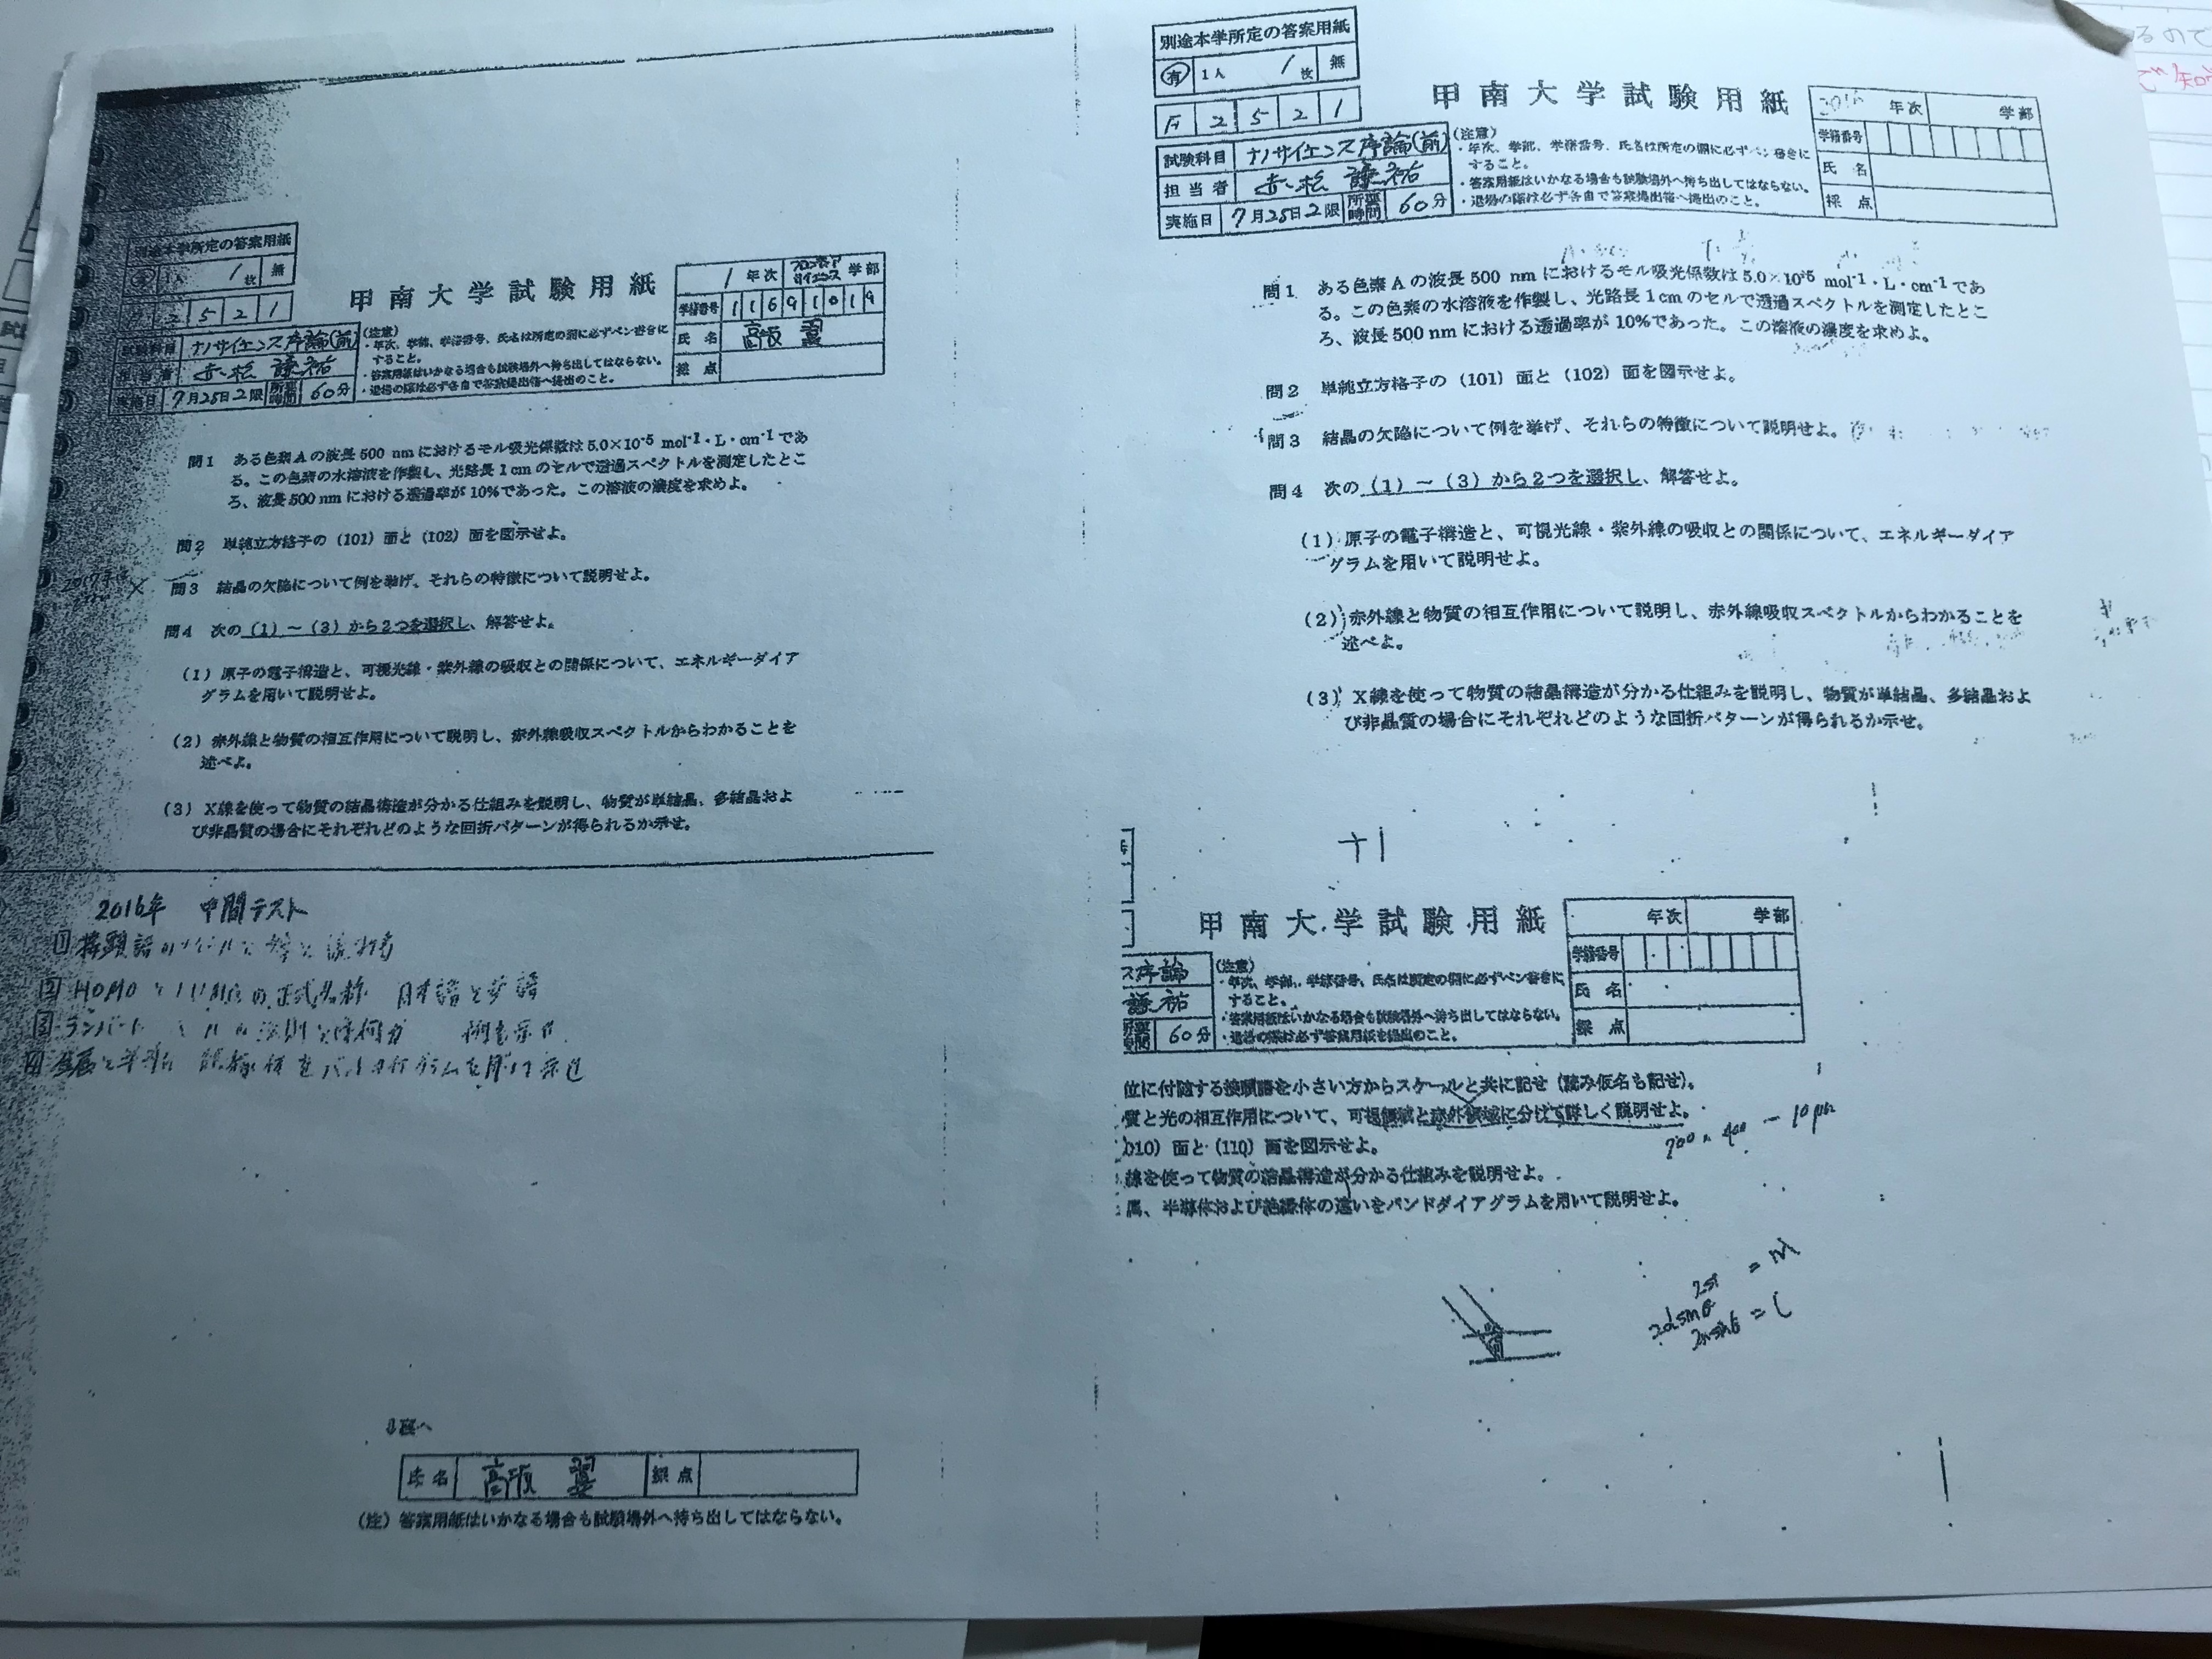 別途本学所定の答案用紙
有 1人 1枚 無
2 5 2 1
甲南大学試験用紙
1 年次 フロンティアサイエンス 学部
学籍番号 1 1 6 9 1 0 1 9
氏名 高坂 翼
採点
試験科目 ナノサイエンス序論(前)
担当者 赤松 謙祐
実施日 7月28日2限 所要時間 60分
(注意)
・年次、学部、学籍番号、氏名は所定の欄に必ずペン書きに
すること。
・答案用紙はいかなる場合も試験場外へ持ち出してはならない。
・退場の際は必ず各自で答案提出箱へ提出のこと。
問1 ある色素Aの波長500 nmにおけるモル吸光係数は5.0×10⁻⁵ mol⁻¹・L・cm⁻¹であ
る。この色素の水溶液を作製し、光路長1cmのセルで透過スペクトルを測定したとこ
ろ、波長500 nmにおける透過率が10%であった。この溶液の濃度を求めよ。
問2 単純立方格子の(101)面と(102)面を図示せよ。
問3 結晶の欠陥について例を挙げ、それらの特徴について説明せよ。
問4 次の(1)~(3)から2つを選択し、解答せよ。
(1)原子の電子構造と、可視光線・紫外線の吸収との関係について、エネルギーダイア
グラムを用いて説明せよ。
(2)赤外線と物質の相互作用について説明し、赤外線吸収スペクトルからわかることを
述べよ。
(3)X線を使って物質の結晶構造が分かる仕組みを説明し、物質が単結晶、多結晶およ
び非晶質の場合にそれぞれどのような回折パターンが得られるか示せ。
2016年 中間テスト
1 接頭語の
2 HOMOと の正式名称 日本語と英語
3 ランバート の法則とは何か
4 金属と
⇩裏へ
氏名 高坂 翼 採点
(注)答案用紙はいかなる場合も試験場外へ持ち出してはならない。
別途本学所定の答案用紙
有 1人 1枚 無
F 2 5 2 1
甲南大学試験用紙
2016 年次 学部
学籍番号
氏名
採点
試験科目 ナノサイエンス序論(前)
担当者 赤松 謙祐
実施日 7月28日2限 所要時間 60分
(注意)
・年次、学部、学籍番号、氏名は所定の欄に必ずペン書きに
すること。
・答案用紙はいかなる場合も試験場外へ持ち出してはならない。
・退場の際は必ず各自で答案提出箱へ提出のこと。
問1 ある色素Aの波長500 nmにおけるモル吸光係数は5.0×10⁵ mol⁻¹・L・cm⁻¹であ
る。この色素の水溶液を作製し、光路長1cmのセルで透過スペクトルを測定したとこ
ろ、波長500 nmにおける透過率が10%であった。この溶液の濃度を求めよ。
問2 単純立方格子の(101)面と(102)面を図示せよ。
問3 結晶の欠陥について例を挙げ、それらの特徴について説明せよ。
問4 次の(1)~(3)から2つを選択し、解答せよ。
(1)原子の電子構造と、可視光線・紫外線の吸収との関係について、エネルギーダイア
グラムを用いて説明せよ。
(2)赤外線と物質の相互作用について説明し、赤外線吸収スペクトルからわかることを
述べよ。
(3)X線を使って物質の結晶構造が分かる仕組みを説明し、物質が単結晶、多結晶およ
び非晶質の場合にそれぞれどのような回折パターンが得られるか示せ。
甲南大学試験用紙
年次 学部
学籍番号
氏名
採点
ス序論
謙祐
60分
(注意)
・年次、学部、学籍番号、氏名は所定の欄に必ずペン書きに
すること。
・答案用紙はいかなる場合も試験場外へ持ち出してはならない。
・退場の際は必ず答案用紙を提出のこと。
位に付随する接頭語を小さい方からスケールと共に記せ(読み仮名も記せ)。
質と光の相互作用について、可視領域と赤外領域に分けて詳しく説明せよ。
010)面と(110)面を図示せよ。
線を使って物質の結晶構造が分かる仕組みを説明せよ。
属、半導体および絶縁体の違いをバンドダイアグラムを用いて説明せよ。
2dsinθ